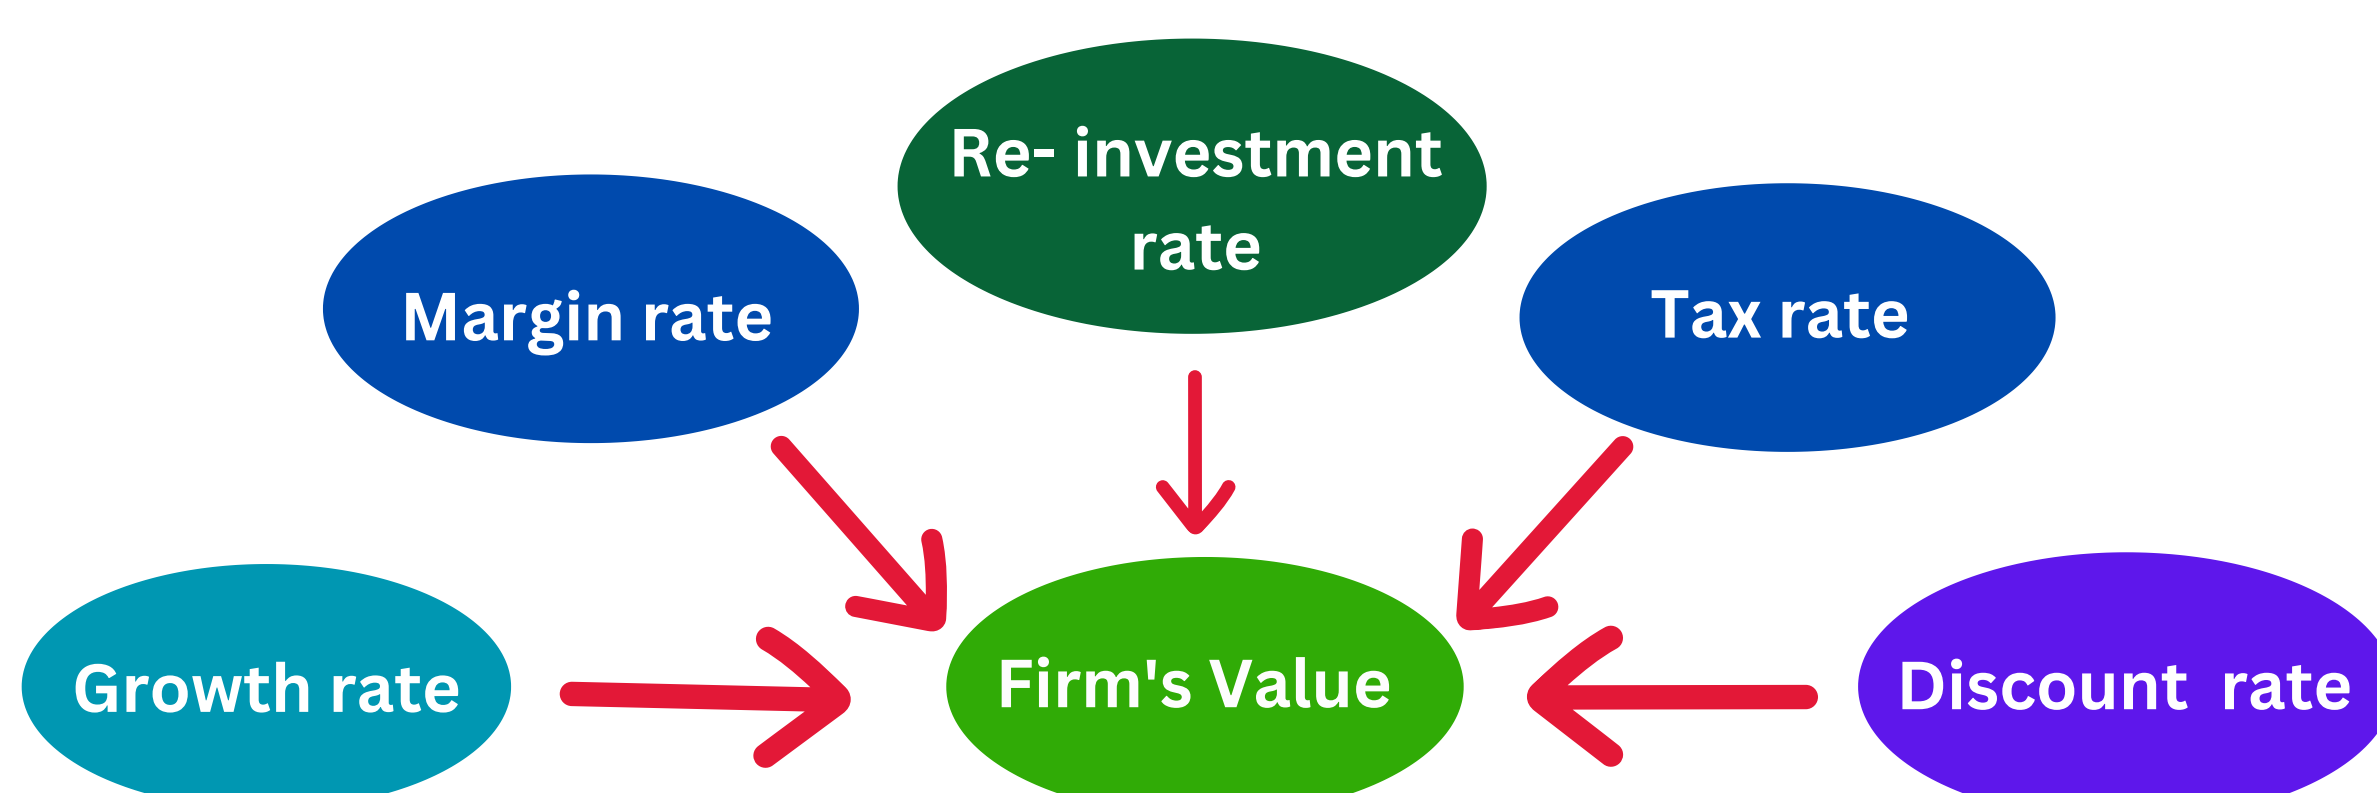 Re- investment
rate
Margin rate
Tax rate
Growth rate
Firm's Value
Discount  rate